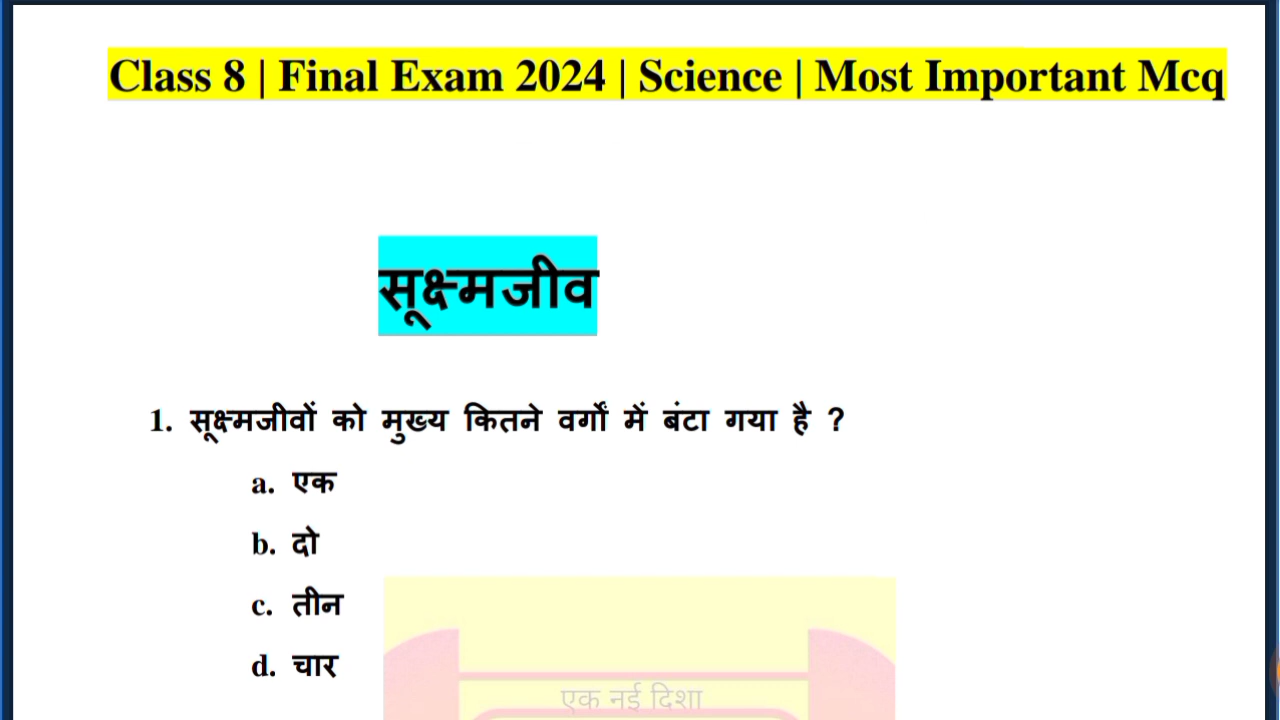 Class 8 | Final Exam 2024 | Science | Most Important Mcq
सूक्ष्मजीव
1. सूक्ष्मजीवों को मुख्य कितने वर्गों में बंटा गया है ?
a. एक
b. दो
c. तीन
d. चार
एक नई दिशा